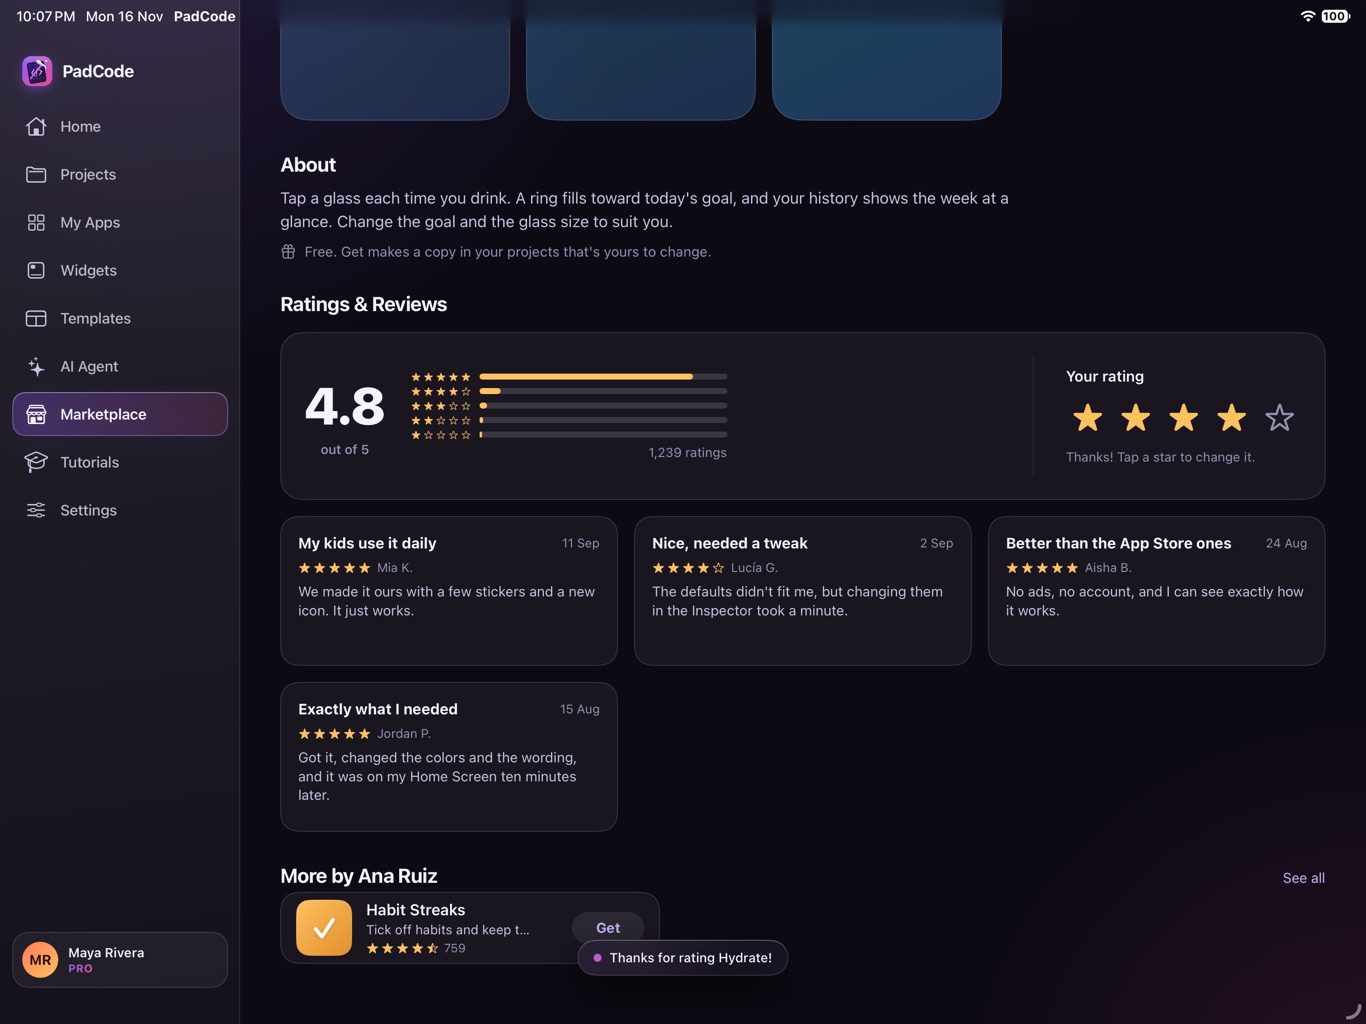 10:07 PM Mon 16 Nov PadCode
100
PadCode
Home
Projects
My Apps
Widgets
Templates
AI Agent
Marketplace
Tutorials
Settings
MR
Maya Rivera
PRO
About
Tap a glass each time you drink. A ring fills toward today's goal, and your history shows the week at a
glance. Change the goal and the glass size to suit you.
Free. Get makes a copy in your projects that's yours to change.
Ratings & Reviews
4.8
out of 5
1,239 ratings
Your rating
Thanks! Tap a star to change it.
My kids use it daily
11 Sep
Mia K.
We made it ours with a few stickers and a new
icon. It just works.
Nice, needed a tweak
2 Sep
Lucía G.
The defaults didn't fit me, but changing them
in the Inspector took a minute.
Better than the App Store ones
24 Aug
Aisha B.
No ads, no account, and I can see exactly how
it works.
Exactly what I needed
15 Aug
Jordan P.
Got it, changed the colors and the wording,
and it was on my Home Screen ten minutes
later.
More by Ana Ruiz
See all
Habit Streaks
Tick off habits and keep t...
759
Get
Thanks for rating Hydrate!